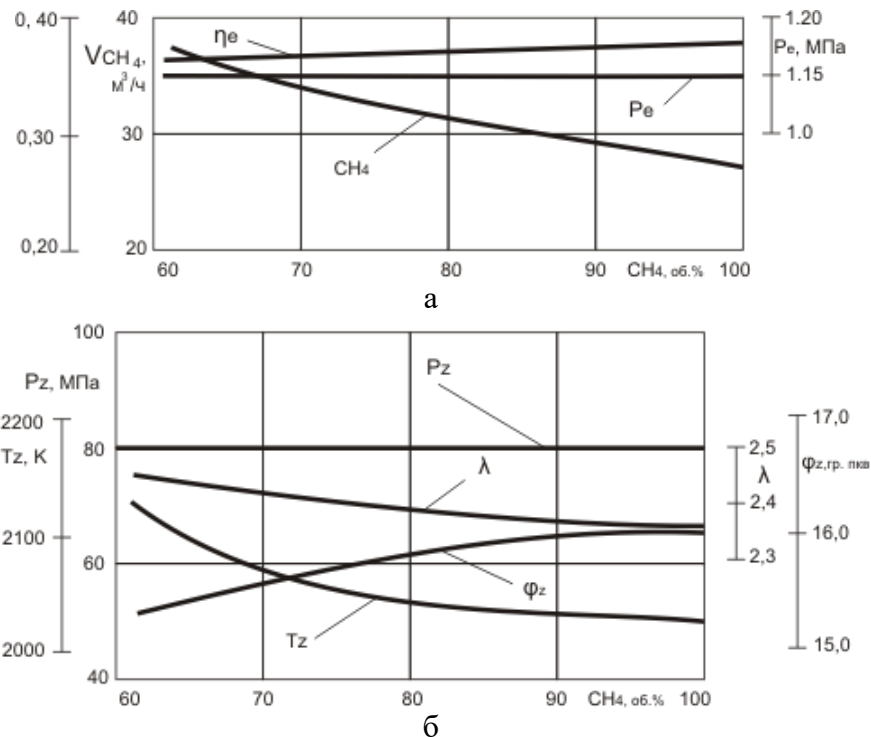 0, 40
40
1.20
ηe
VCH 4,
м³/ч
Pe, МПа
1.15
Pe
0,30
30
1.0
CH4
0,20
20
60 70 80 90 CH4, об.% 100
а
100
Pz, МПа
Pz
2200
17,0
Tz, K
80
λ
2,5
λ
φz,гр. пкв
2,4
2100
16,0
60
2,3
φz
Tz
2000
15,0
40
60 70 80 90 CH4, об.% 100
б